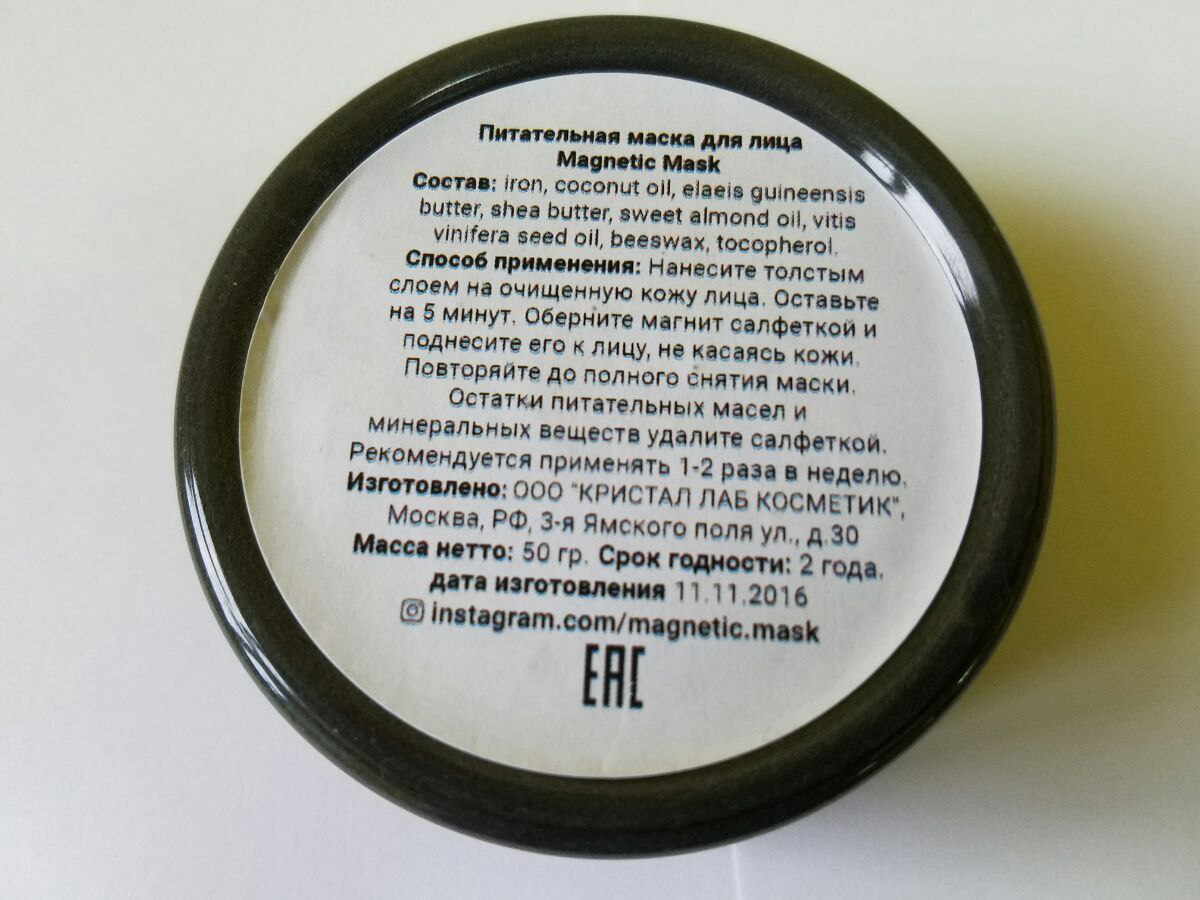 Питательная маска для лица
Magnetic Mask
Состав: iron, coconut oil, elaeis guineensis
butter, shea butter, sweet almond oil, vitis
vinifera seed oil, beeswax, tocopherol.
Способ применения: Нанесите толстым
слоем на очищенную кожу лица. Оставьте
на 5 минут. Оберните магнит салфеткой и
поднесите его к лицу, не касаясь кожи.
Повторяйте до полного снятия маски.
Остатки питательных масел и
минеральных веществ удалите салфеткой.
Рекомендуется применять 1-2 раза в неделю.
Изготовлено: ООО "КРИСТАЛ ЛАБ КОСМЕТИК",
Москва, РФ, 3-я Ямского поля ул., д.30
Масса нетто: 50 гр. Срок годности: 2 года.
дата изготовления 11.11.2016
instagram.com/magnetic.mask
EAC